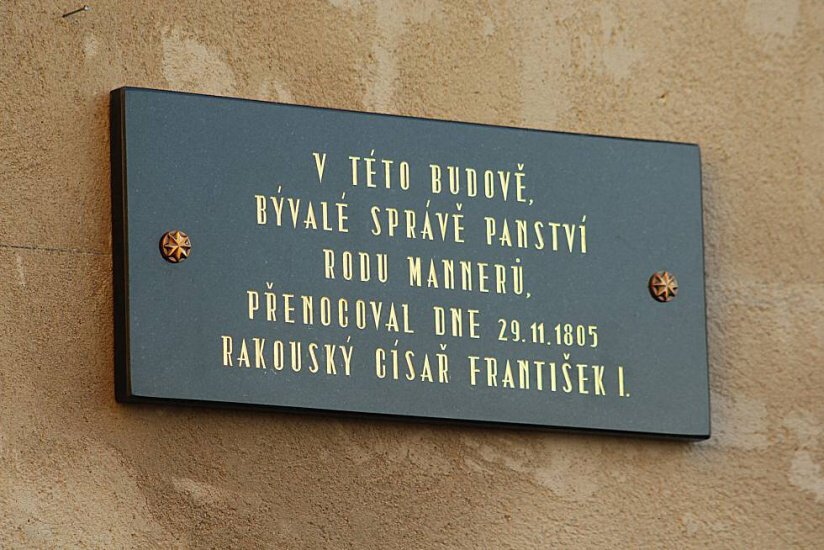 V TÉTO BUDOVĚ,
BÝVALÉ SPRÁVĚ PANSTVÍ
RODU MANNERŮ,
PŘENOCOVAL DNE 29.11.1805
RAKOUSKÝ CÍSAŘ FRANTIŠEK I.